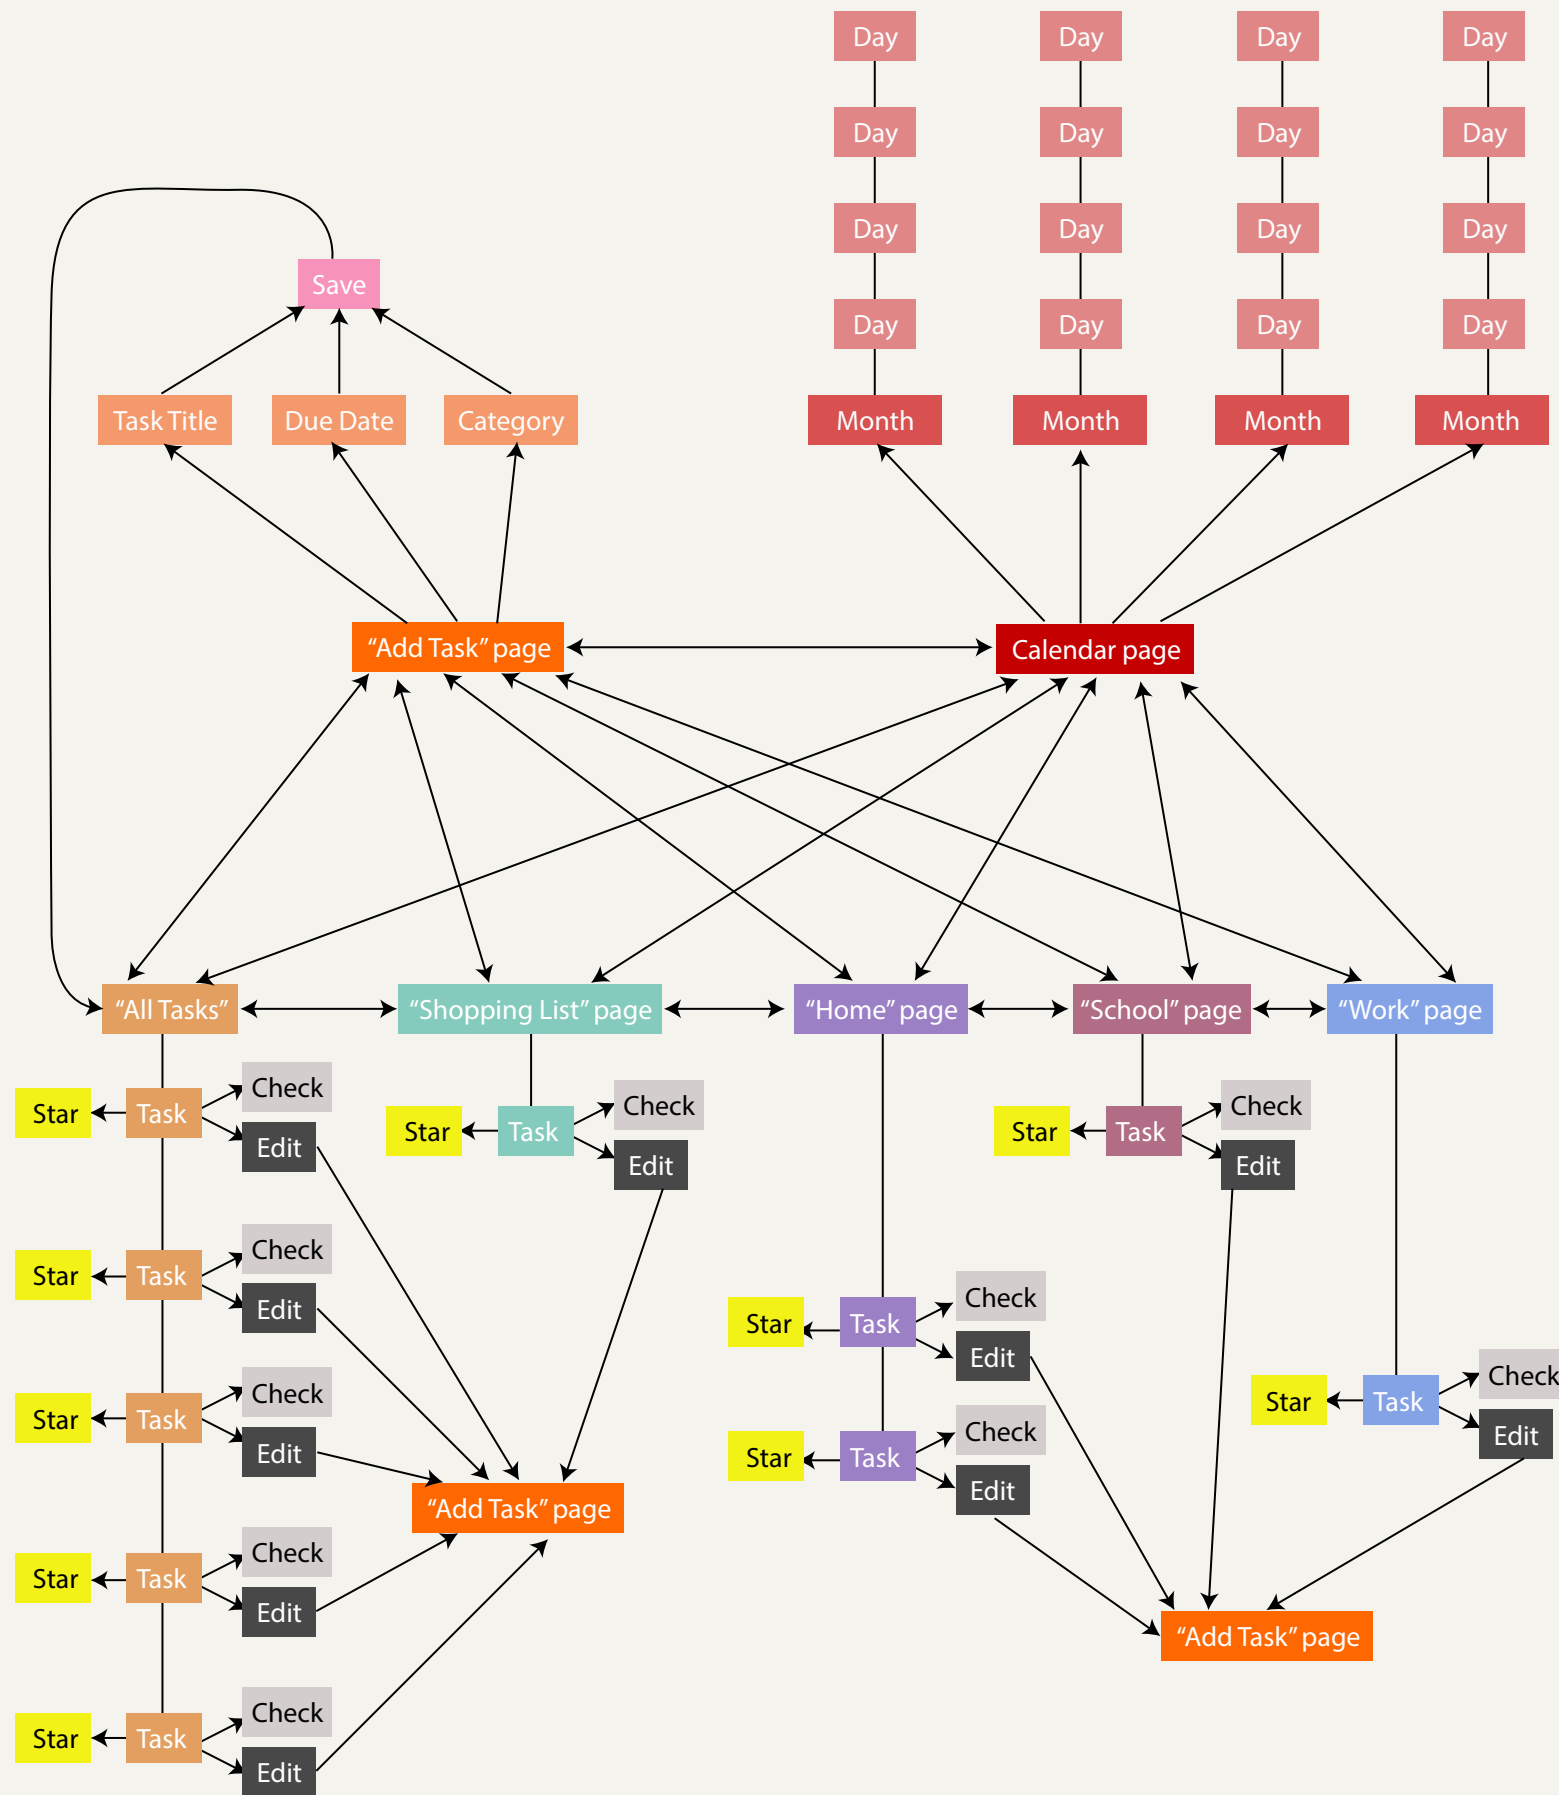 Day
Day
Day
Day
Day
Day
Day
Day
Day
Day
Day
Day
Save
Day
Day
Day
Day
Task Title
Due Date
Category
Month
Month
Month
Month
“Add Task” page
Calendar page
“All Tasks”
“Shopping List” page
“Home” page
“School” page
“Work” page
Star
Task
Check
Edit
Star
Task
Check
Edit
Star
Task
Check
Edit
Star
Task
Check
Edit
Star
Task
Check
Edit
Star
Task
Check
Edit
“Add Task” page
Star
Task
Check
Edit
Star
Task
Check
Edit
Star
Task
Check
Edit
Star
Task
Check
Edit
“Add Task” page